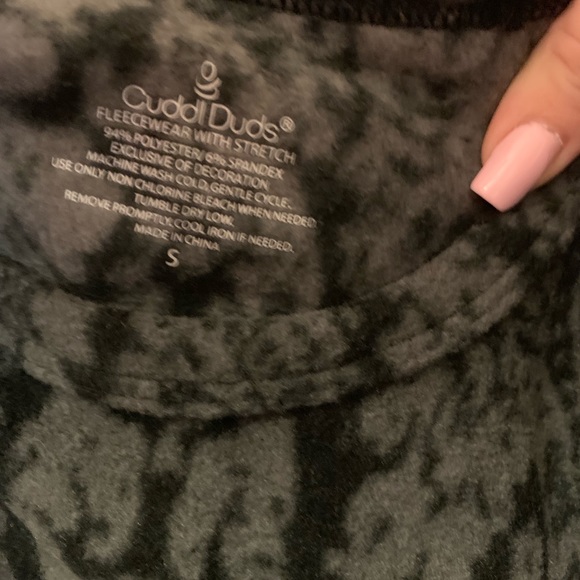 Cuddl Duds®
FLEECEWEAR WITH STRETCH
94% POLYESTER/ 6% SPANDEX
EXCLUSIVE OF DECORATION
MACHINE WASH COLD, GENTLE CYCLE.
USE ONLY NON CHLORINE BLEACH WHEN NEEDED.
TUMBLE DRY LOW.
REMOVE PROMPTLY, COOL IRON IF NEEDED.
MADE IN CHINA
S